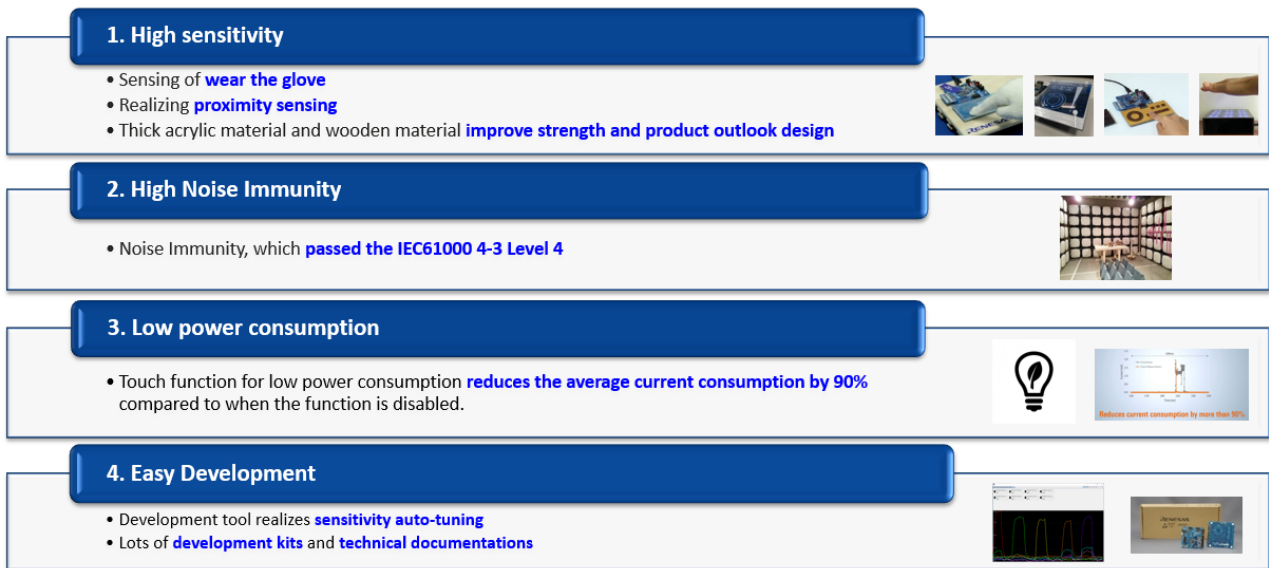 1. High sensitivity
• Sensing of wear the glove
• Realizing proximity sensing
• Thick acrylic material and wooden material improve strength and product outlook design
2. High Noise Immunity
• Noise Immunity, which passed the IEC61000 4-3 Level 4
3. Low power consumption
• Touch function for low power consumption reduces the average current consumption by 90%
compared to when the function is disabled.
Reduces current consumption by more than 90%.
4. Easy Development
• Development tool realizes sensitivity auto-tuning
• Lots of development kits and technical documentations